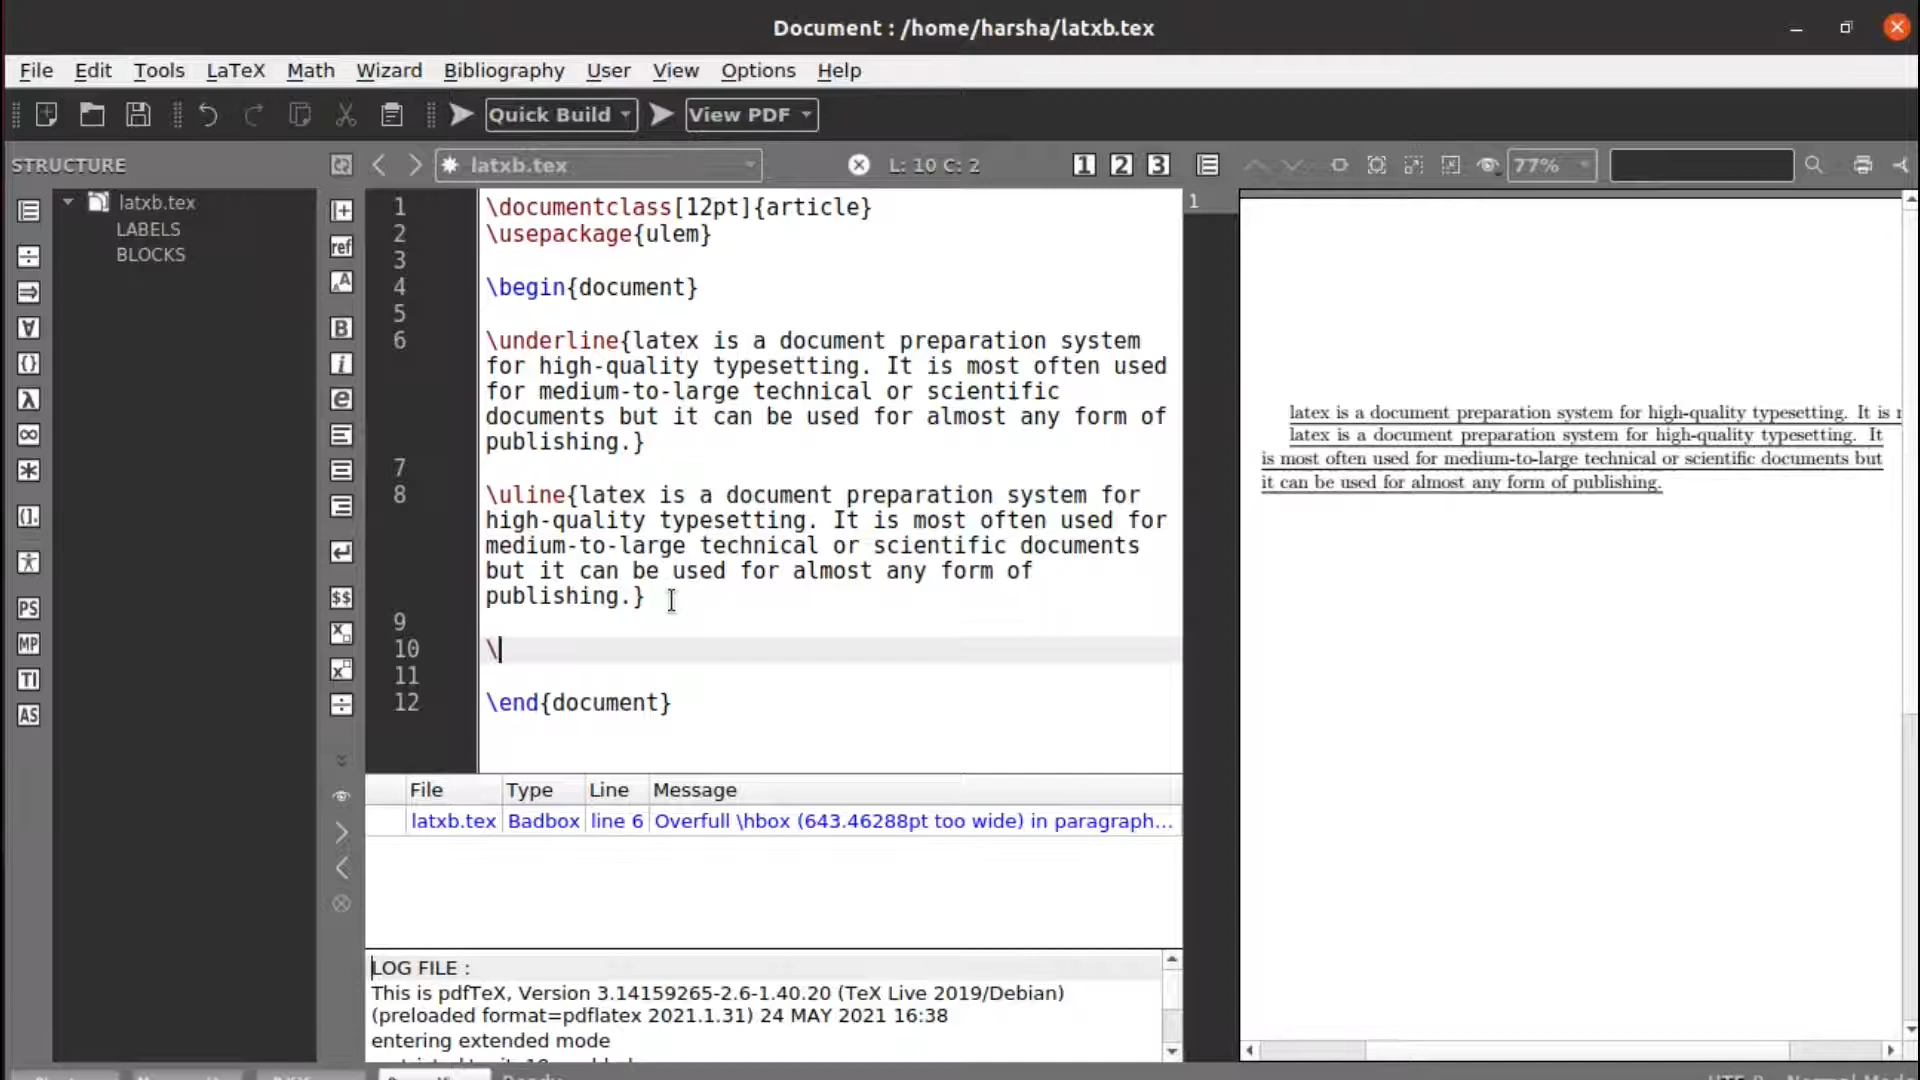 Document : /home/harsha/latxb.tex
File Edit Tools LaTeX Math Wizard Bibliography User View Options Help
Quick Build View PDF
STRUCTURE
latxb.tex
L: 10 C: 2
1 2 3
77%
latxb.tex
LABELS
BLOCKS
ref
B
i
e
$$
PS
MP
TI
AS
1 \documentclass[12pt]{article}
2 \usepackage{ulem}
3
4 \begin{document}
5
6 \underline{latex is a document preparation system
for high-quality typesetting. It is most often used
for medium-to-large technical or scientific
documents but it can be used for almost any form of
publishing.}
7
8 \uline{latex is a document preparation system for
high-quality typesetting. It is most often used for
medium-to-large technical or scientific documents
but it can be used for almost any form of
publishing.}
9
10 \
11
12 \end{document}
File Type Line Message
latxb.tex Badbox line 6 Overfull \hbox (643.46288pt too wide) in paragraph...
LOG FILE :
This is pdfTeX, Version 3.14159265-2.6-1.40.20 (TeX Live 2019/Debian)
(preloaded format=pdflatex 2021.1.31) 24 MAY 2021 16:38
entering extended mode
1
latex is a document preparation system for high-quality typesetting. It is
latex is a document preparation system for high-quality typesetting. It
is most often used for medium-to-large technical or scientific documents but
it can be used for almost any form of publishing.